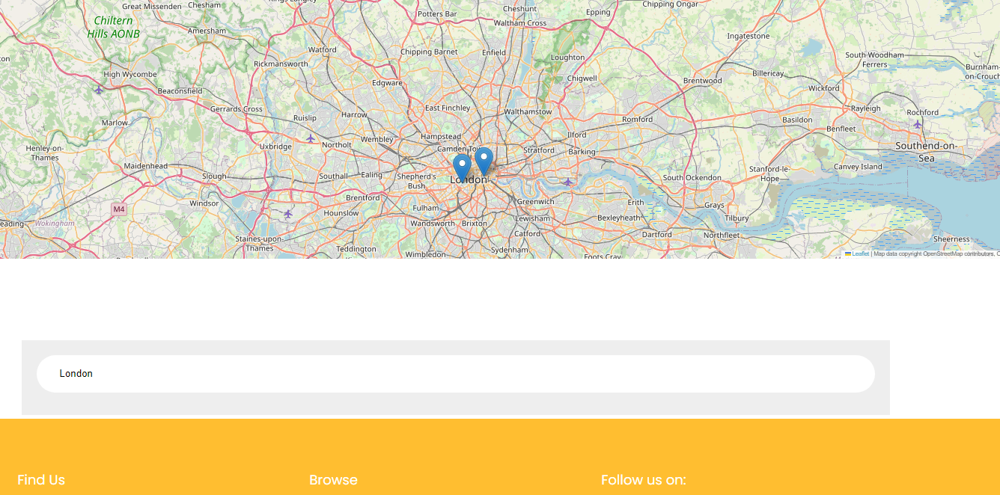 Great Missenden
Chesham
Potters Bar
Cheshunt
Epping
Chipping Ongar
Chiltern
Hills AONB
Amersham
Waltham Cross
Ingatestone
Watford
Chipping Barnet
Enfield
Loughton
South Woodham
Ferrers
Rickmansworth
High Wycombe
Beaconsfield
Edgware
Chigwell
Brentwood
Billericay
Burnham-
on-Crouch
Wickford
Gerrards Cross
East Finchley
Walthamstow
Rayleigh
Rochford
Marlow
Ruislip
Harrow
Romford
Basildon
Benfleet
Uxbridge
Northolt
Wembley
Hampstead
Ilford
Henley-on-
Thames
Stratford
Barking
Southend-on-
Sea
Maidenhead
Slough
Southall
Ealing
Shepherd's
Bush
London
South Ockendon
Stanford-le-
Hope
Canvey Island
Windsor
Brentford
Fulham
Greenwich
Erith
Grays
M4
Hounslow
Wandsworth
Brixton
Lewisham
Bexleyheath
Tilbury
Wokingham
Staines-upon-
Thames
Teddington
Wimbledon
Catford
Sydenham
Dartford
Northfleet
Sheerness
Foots Cray
Leaflet | Map data copyright OpenStreetMap contributors,
London
Find Us
Browse
Follow us on: